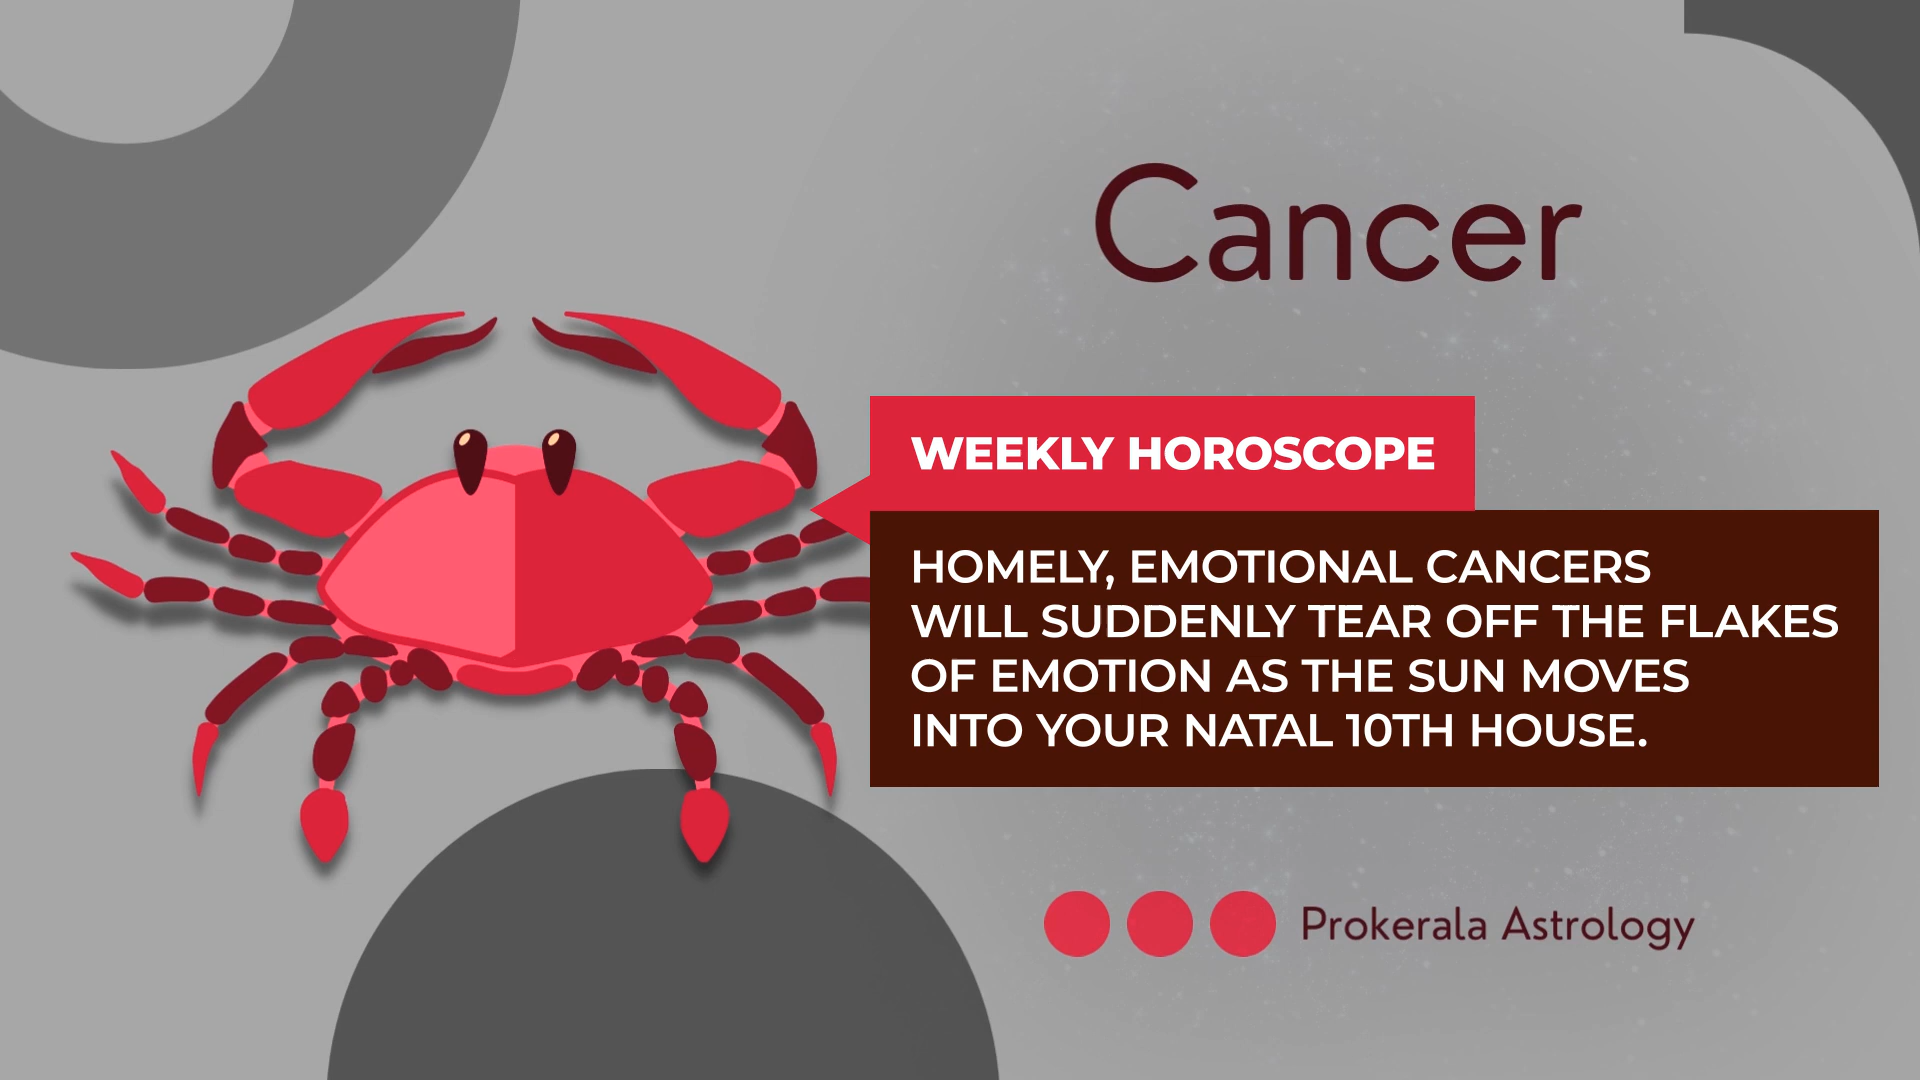 Cancer
WEEKLY HOROSCOPE
HOMELY, EMOTIONAL CANCERS
WILL SUDDENLY TEAR OFF THE FLAKES
OF EMOTION AS THE SUN MOVES
INTO YOUR NATAL 10TH HOUSE.
Prokerala Astrology